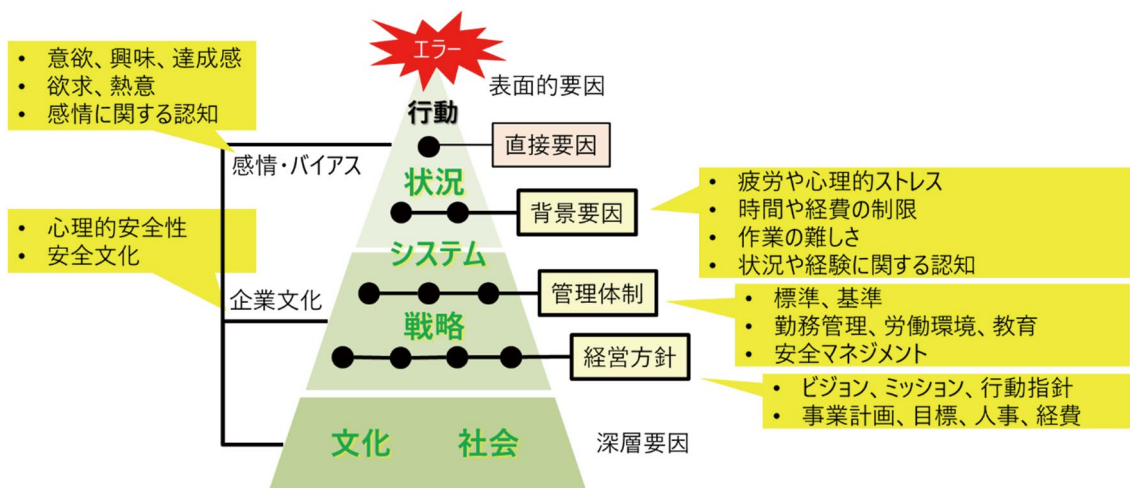 エラー
表面的要因
• 意欲、興味、達成感
• 欲求、熱意
• 感情に関する認知
行動
直接要因
感情・バイアス
状況
背景要因
• 疲労や心理的ストレス
• 時間や経費の制限
• 作業の難しさ
• 状況や経験に関する認知
• 心理的安全性
• 安全文化
システム
企業文化
管理体制
• 標準、基準
• 勤務管理、労働環境、教育
• 安全マネジメント
戦略
経営方針
• ビジョン、ミッション、行動指針
• 事業計画、目標、人事、経費
文化 社会
深層要因